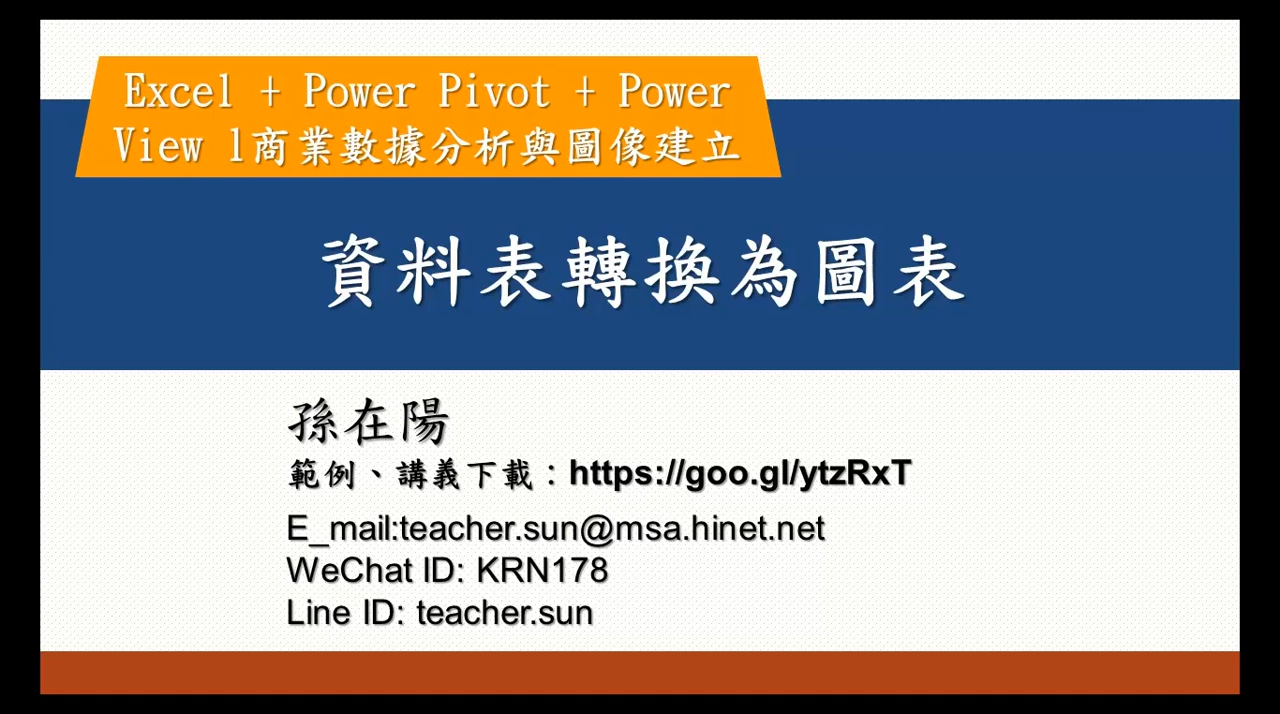 Excel + Power Pivot + Power
View 1商業數據分析與圖像建立
資料表轉換為圖表
孫在陽
範例、講義下載：https://goo.gl/ytzRxT
E_mail:teacher.sun@msa.hinet.net
WeChat ID: KRN178
Line ID: teacher.sun